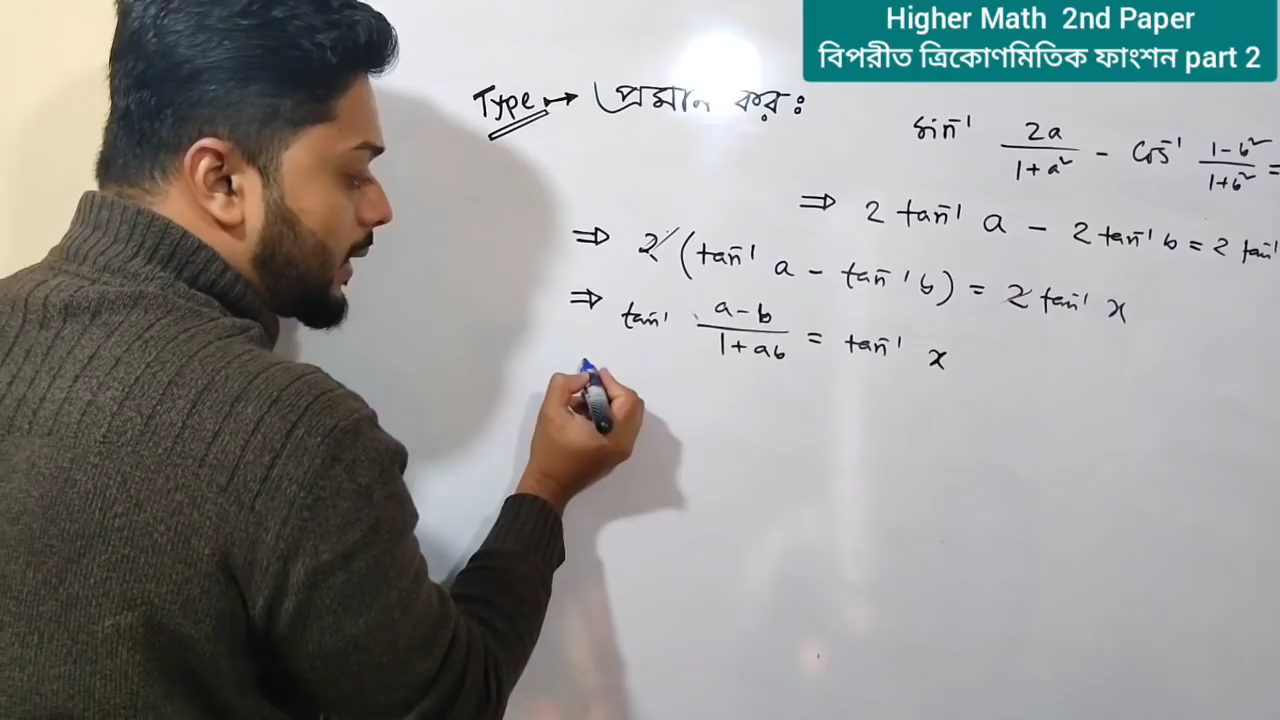 Higher Math 2nd Paper
বিপরীত ত্রিকোণমিতিক ফাংশন part 2
Type → প্রমান কর:
sin⁻¹ 2a/(1+a²) - cos⁻¹ (1-b²)/(1+b²) =
⇒ 2 tan⁻¹ a - 2 tan⁻¹ b = 2 tan⁻¹
⇒ 2 (tan⁻¹ a - tan⁻¹ b) = 2 tan⁻¹ x
⇒ tan⁻¹ (a-b)/(1+ab) = tan⁻¹ x